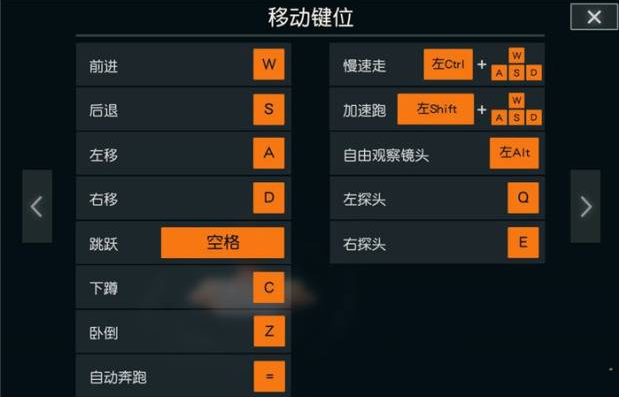 移动键位
前进 W
后退 S
左移 A
右移 D
跳跃 空格
下蹲 C
卧倒 Z
自动奔跑 =
慢速走 左Ctrl + W A S D
加速跑 左Shift + W A S D
自由观察镜头 左Alt
左探头 Q
右探头 E